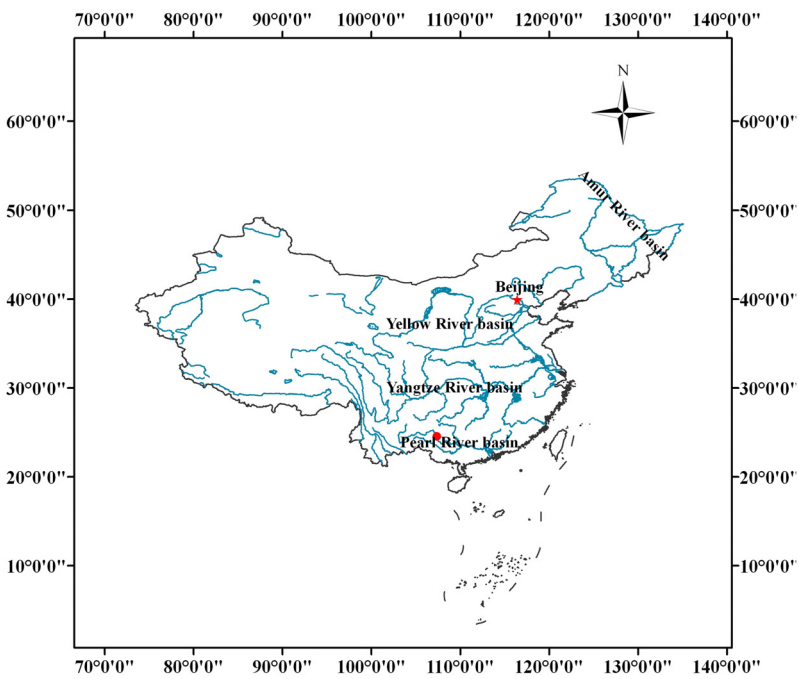 70°0'0" 80°0'0" 90°0'0" 100°0'0" 110°0'0" 120°0'0" 130°0'0" 140°0'0"
N
60°0'0" 60°0'0"
Amur River basin
50°0'0" 50°0'0"
Beijing
40°0'0" 40°0'0"
Yellow River basin
30°0'0" 30°0'0"
Yangtze River basin
Pearl River basin
20°0'0" 20°0'0"
10°0'0" 10°0'0"
70°0'0" 80°0'0" 90°0'0" 100°0'0" 110°0'0" 120°0'0" 130°0'0" 140°0'0"